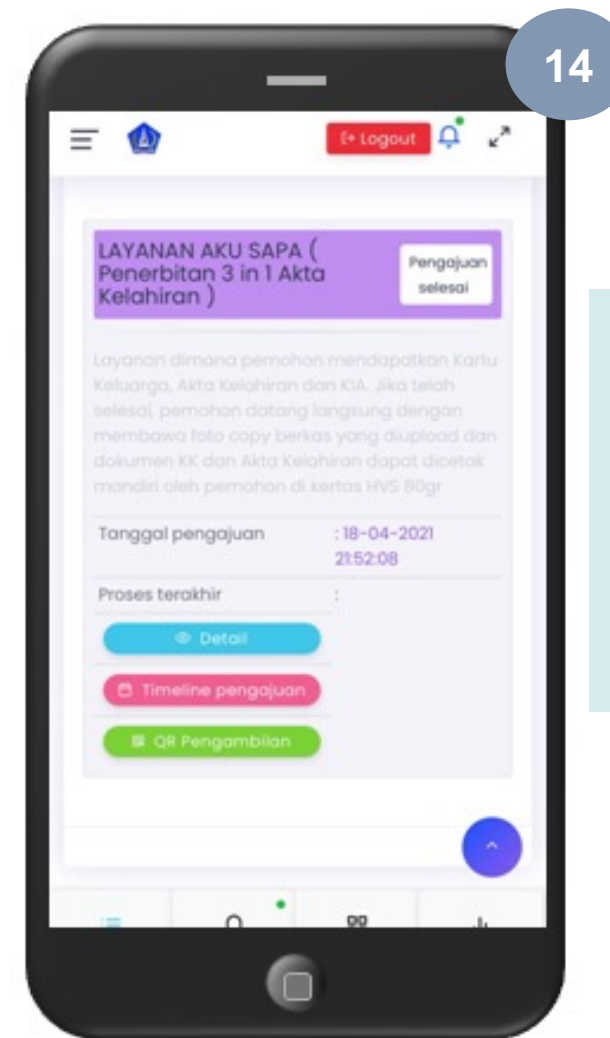 14
Logout
LAYANAN AKU SAPA (
Penerbitan 3 in 1 Akta
Kelahiran )
Pengajuan
selesai
Layanan dimana pemohon mendapatkan Kartu
Keluarga, Akta Kelahiran dan KIA. Jika telah
selesai, pemohon datang langsung dengan
membawa foto copy berkas yang diupload dan
dokumen KK dan Akta Kelahiran dapat dicetak
mandiri oleh pemohon di kertas HVS 80gr
Tanggal pengajuan : 18-04-2021
21:52:08
Proses terakhir :
Detail
Timeline pengajuan
QR Pengambilan